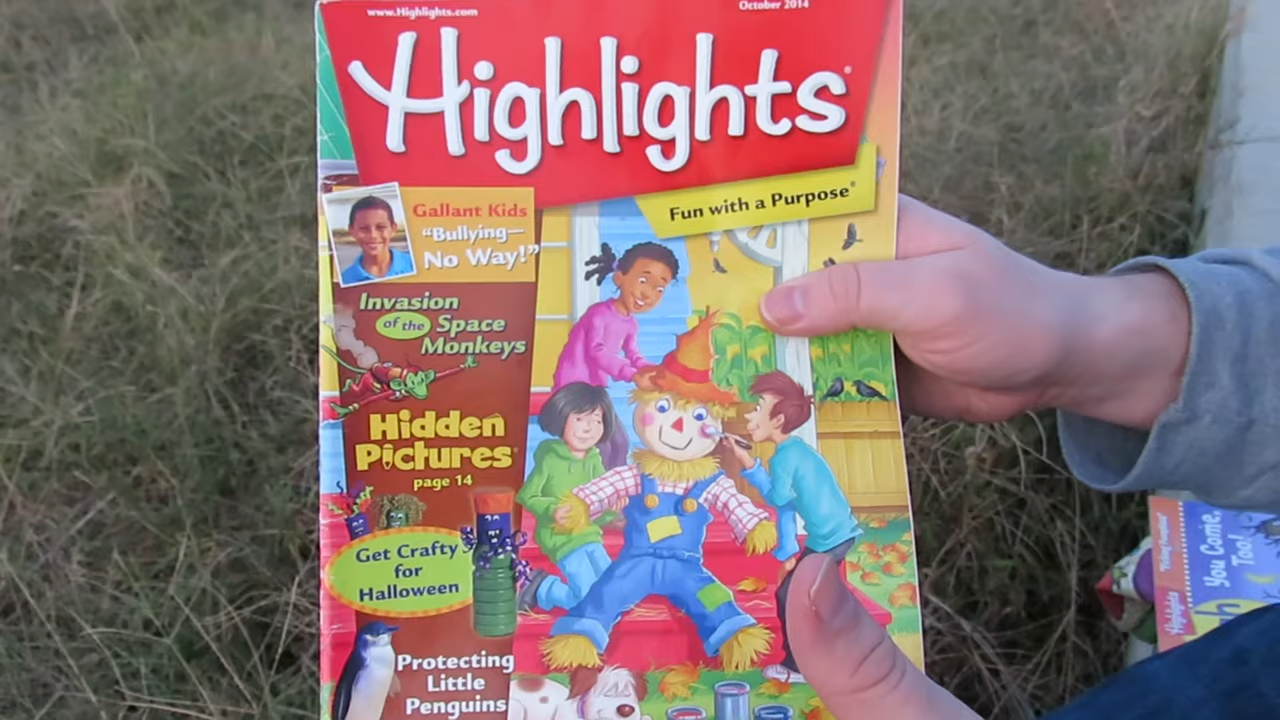 www.Highlights.com
October 2014
Highlights®
Fun with a Purpose®
Gallant Kids
“Bullying—
No Way!”
Invasion
of the Space
Monkeys
Hidden
Pictures®
page 14
Get Crafty
for
Halloween
Protecting
Little
Penguins
Highlights
You Come,
Too!